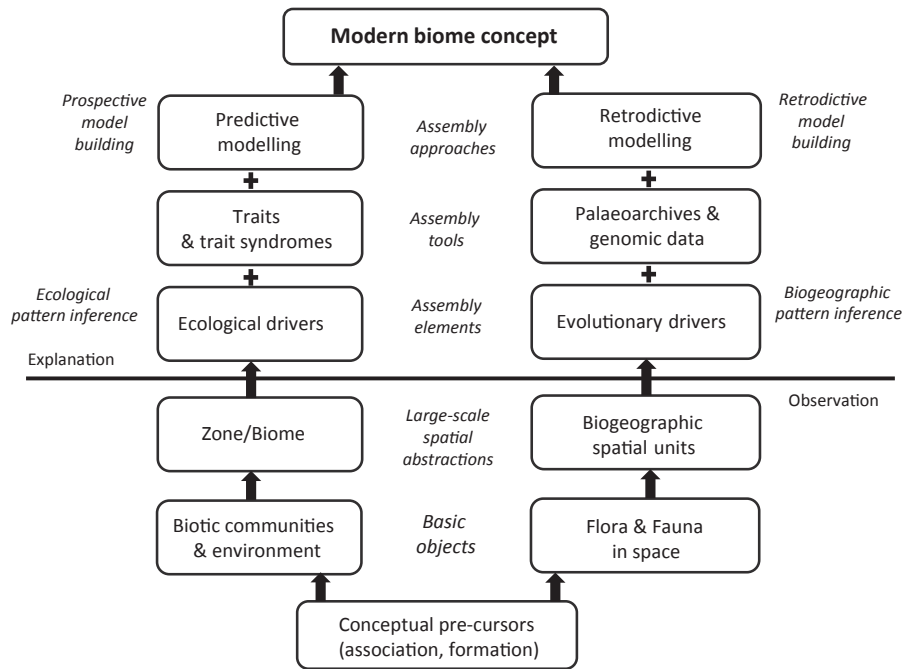 Modern biome concept
Prospective
model
building
Predictive
modelling
Assembly
approaches
Retrodictive modelling
Retrodictive
model
building
Traits
& trait syndromes
Assembly
tools
Palaeoarchives &
genomic data
Ecological
pattern inference
Ecological drivers
Assembly
elements
Evolutionary drivers
Biogeographic
pattern inference
Explanation
Observation
Zone/Biome
Large-scale
spatial
abstractions
Biogeographic
spatial units
Biotic communities
& environment
Basic
objects
Flora & Fauna
in space
Conceptual pre-cursors
(association, formation)